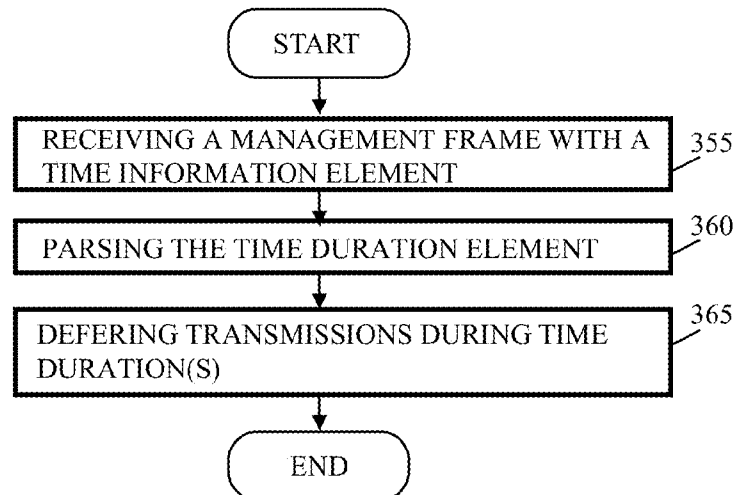 START
RECEIVING A MANAGEMENT FRAME WITH A
TIME INFORMATION ELEMENT
355
PARSING THE TIME DURATION ELEMENT
360
DEFERING TRANSMISSIONS DURING TIME
DURATION(S)
365
END